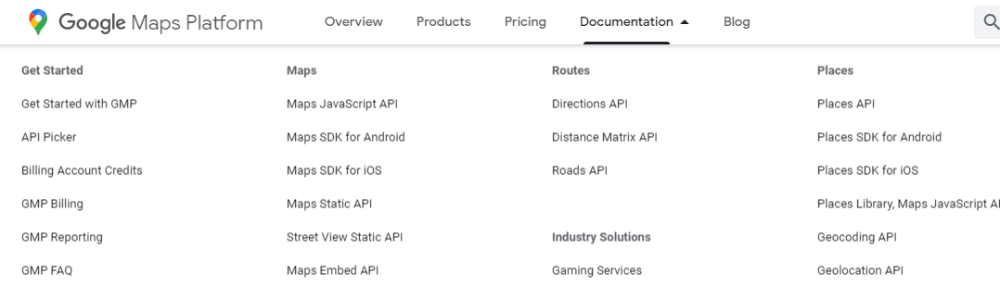 Google Maps Platform
Overview
Products
Pricing
Documentation
Blog
Get Started
Get Started with GMP
API Picker
Billing Account Credits
GMP Billing
GMP Reporting
GMP FAQ
Maps
Maps JavaScript API
Maps SDK for Android
Maps SDK for iOS
Maps Static API
Street View Static API
Maps Embed API
Routes
Directions API
Distance Matrix API
Roads API
Industry Solutions
Gaming Services
Places
Places API
Places SDK for Android
Places SDK for iOS
Places Library, Maps JavaScript
Geocoding API
Geolocation API